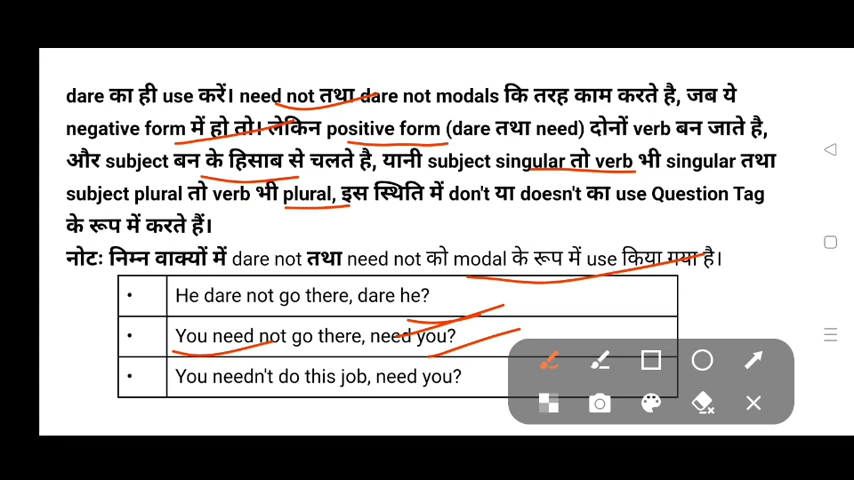 dare का ही use करें। need not तथा dare not modals कि तरह काम करते है, जब ये
negative form में हो तो। लेकिन positive form (dare तथा need) दोनों verb बन जाते है,
और subject बन के हिसाब से चलते है, यानी subject singular तो verb भी singular तथा
subject plural तो verb भी plural, इस स्थिति में don't या doesn't का use Question Tag
के रूप में करते हैं।
नोटः निम्न वाक्यों में dare not तथा need not को modal के रूप में use किया गया है।
• He dare not go there, dare he?
• You need not go there, need you?
• You needn't do this job, need you?